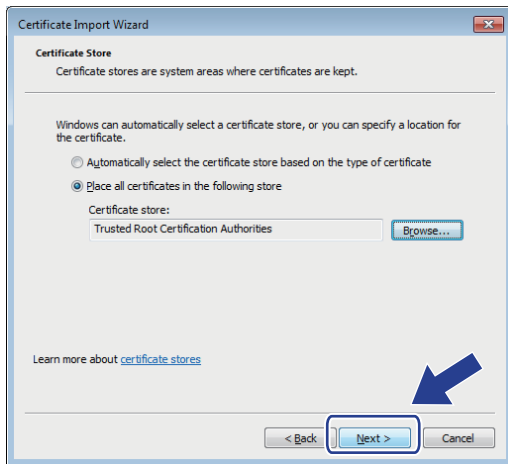 Certificate Import Wizard
Certificate Store
Certificate stores are system areas where certificates are kept.
Windows can automatically select a certificate store, or you can specify a location for
the certificate.
Automatically select the certificate store based on the type of certificate
Place all certificates in the following store
Certificate store:
Trusted Root Certification Authorities
Browse...
Learn more about certificate stores
< Back
Next >
Cancel